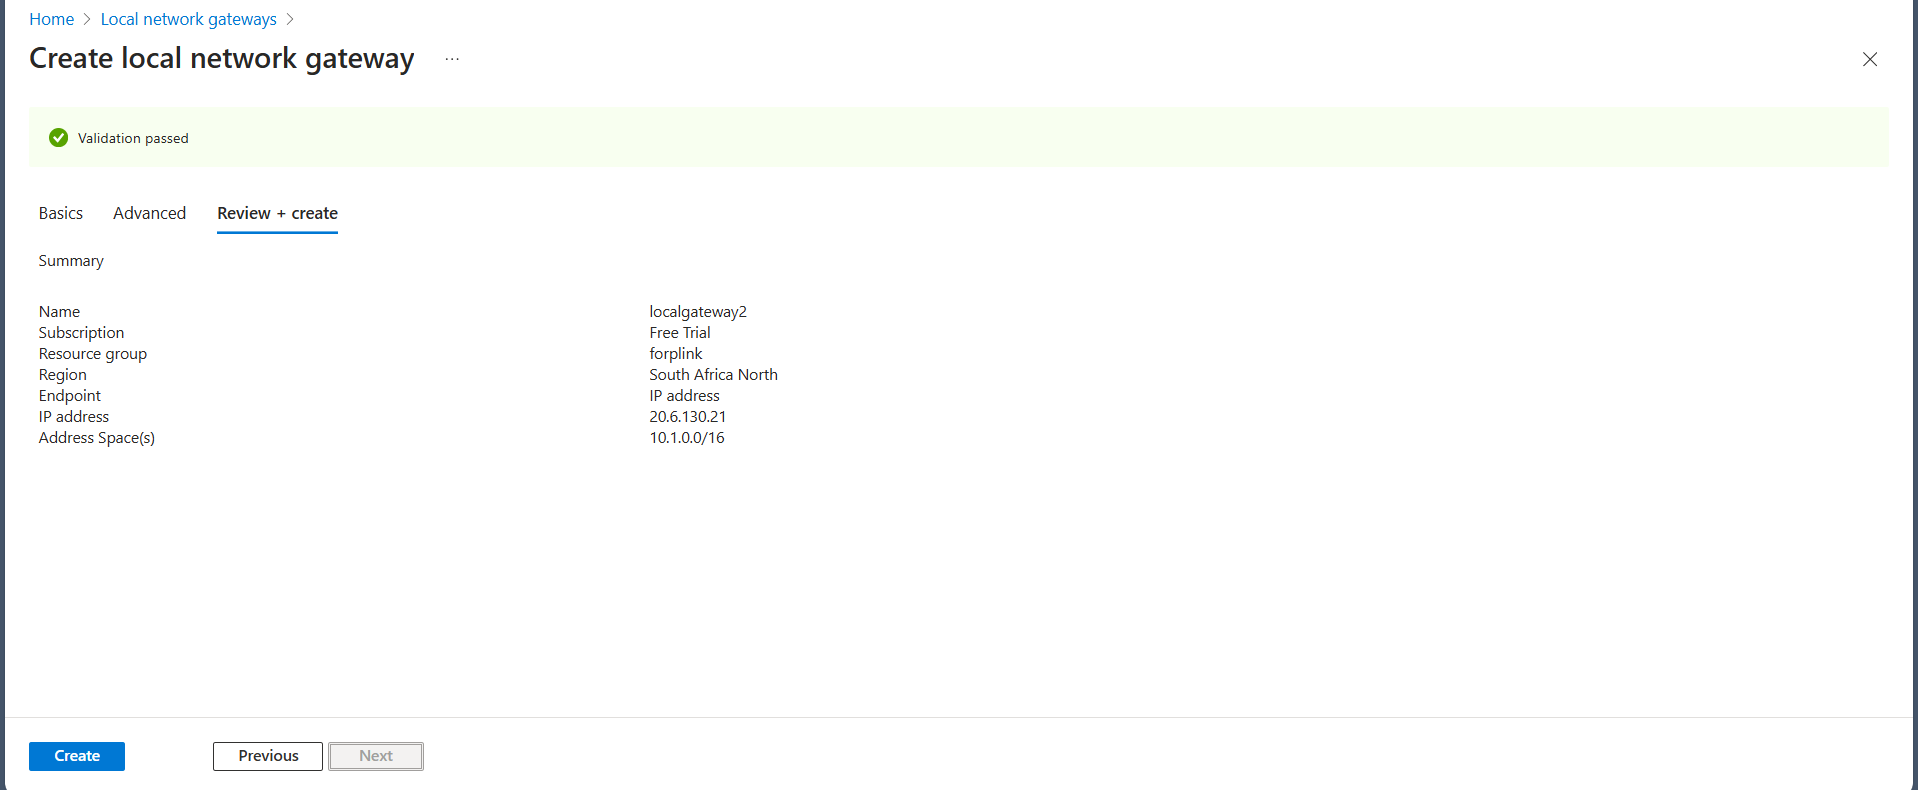 Home > Local network gateways >
Create local network gateway ...
Validation passed
Basics Advanced Review + create
Summary
Name localgateway2
Subscription Free Trial
Resource group forplink
Region South Africa North
Endpoint IP address
IP address 20.6.130.21
Address Space(s) 10.1.0.0/16
Create Previous Next